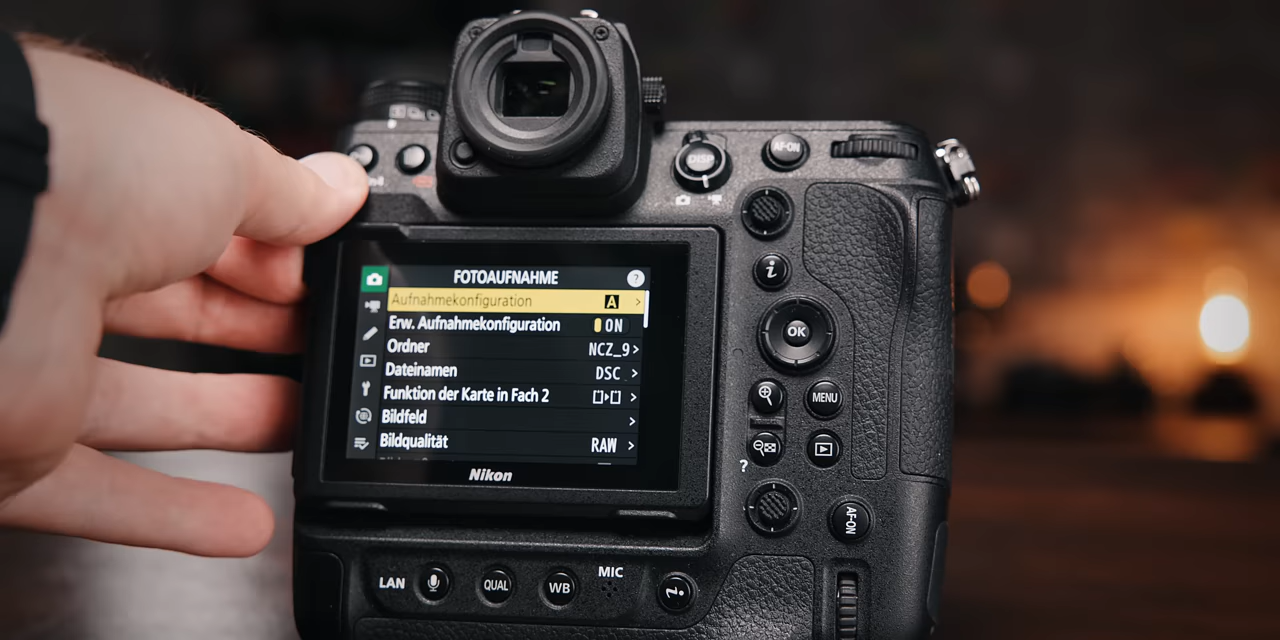 DISP
AF-ON
FOTOAUFNAHME ?
Aufnahmekonfiguration A >
Erw. Aufnahmekonfiguration ON
Ordner NCZ_9 >
Dateinamen DSC >
Funktion der Karte in Fach 2 >
Bildfeld >
Bildqualität RAW >
Nikon
i
OK
MENU
?
AF-ON
LAN
QUAL
WB
MIC
i